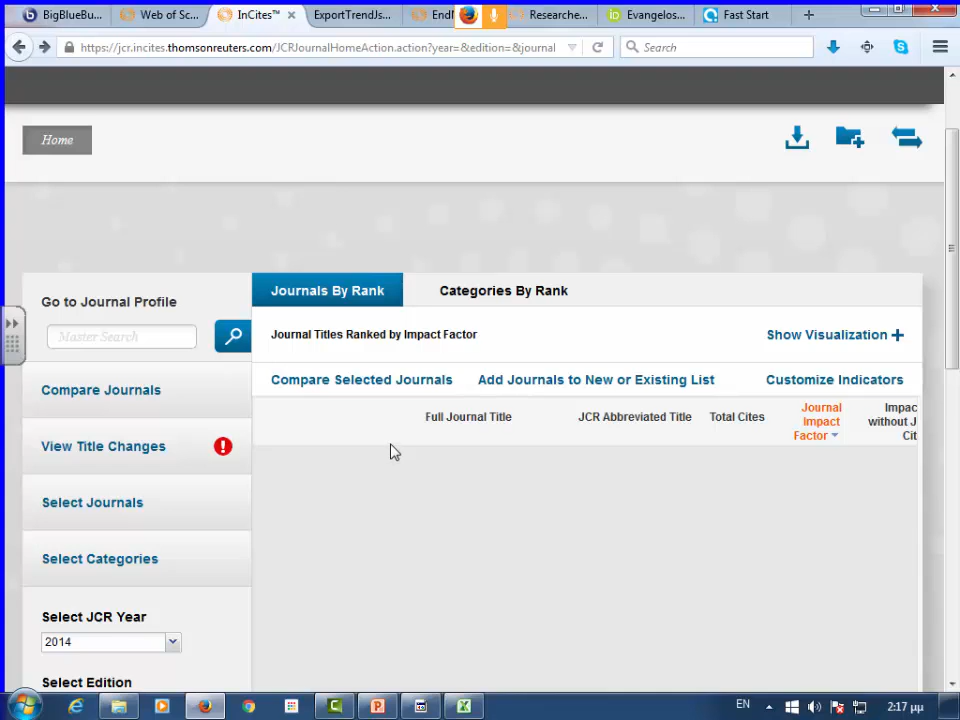 BigBlueBu...
Web of Sc...
InCites™
ExportTrendJs...
EndN
Researche...
Evangelos...
Fast Start
https://jcr.incites.thomsonreuters.com/JCRJournalHomeAction.action?year=&edition=&journal
Search
Home
Go to Journal Profile
Master Search
Compare Journals
View Title Changes
Select Journals
Select Categories
Select JCR Year
2014
Select Edition
Journals By Rank
Categories By Rank
Journal Titles Ranked by Impact Factor
Show Visualization
Compare Selected Journals
Add Journals to New or Existing List
Customize Indicators
Full Journal Title
JCR Abbreviated Title
Total Cites
Journal
Impact
Factor
Impac
without J
Cit
EN
2:17 μμ